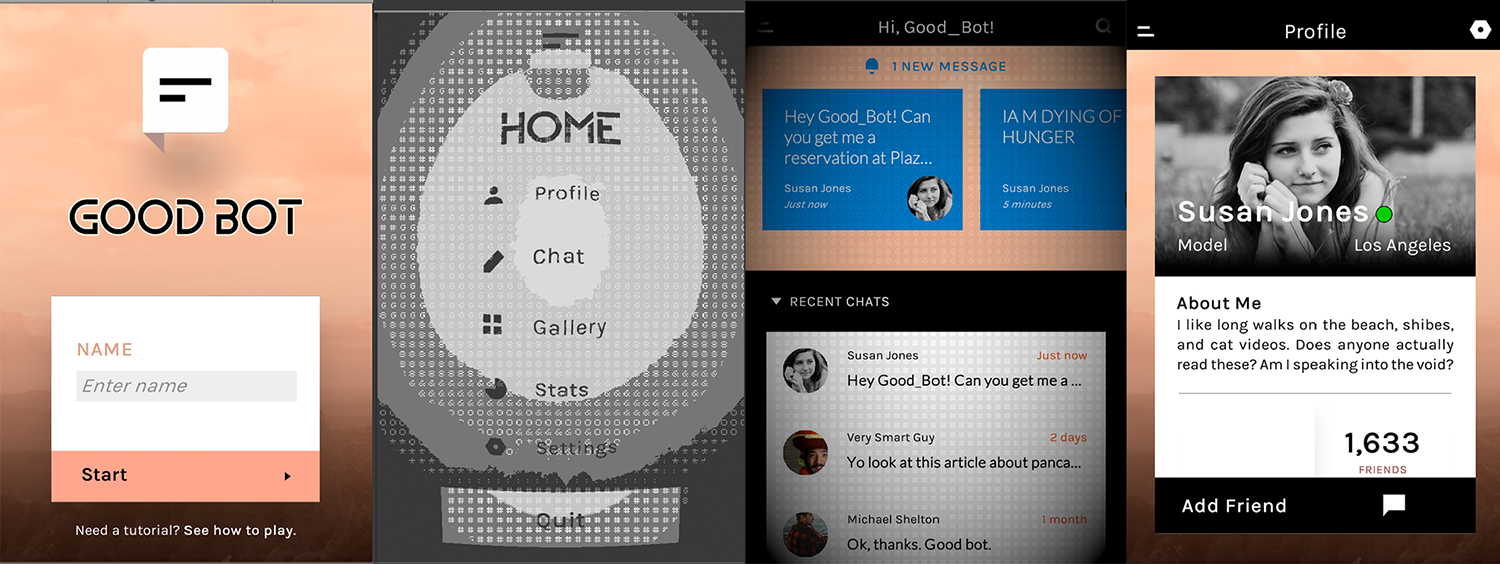 GOOD BOT
NAME
Enter name
Start
Need a tutorial? See how to play.
HOME
Profile
Chat
Gallery
Stats
Settings
Quit
Hi, Good_Bot!
1 NEW MESSAGE
Hey Good_Bot! Can
you get me a
reservation at Plaz...
Susan Jones
Just now
IA M DYING OF
HUNGER
Susan Jones
5 minutes
RECENT CHATS
Susan Jones
Just now
Hey Good_Bot! Can you get me a ...
Very Smart Guy
2 days
Yo look at this article about panca...
Michael Shelton
1 month
Ok, thanks. Good bot.
Profile
Susan Jones
Model
Los Angeles
About Me
I like long walks on the beach, shibes,
and cat videos. Does anyone actually
read these? Am I speaking into the void?
1,633
FRIENDS
Add Friend